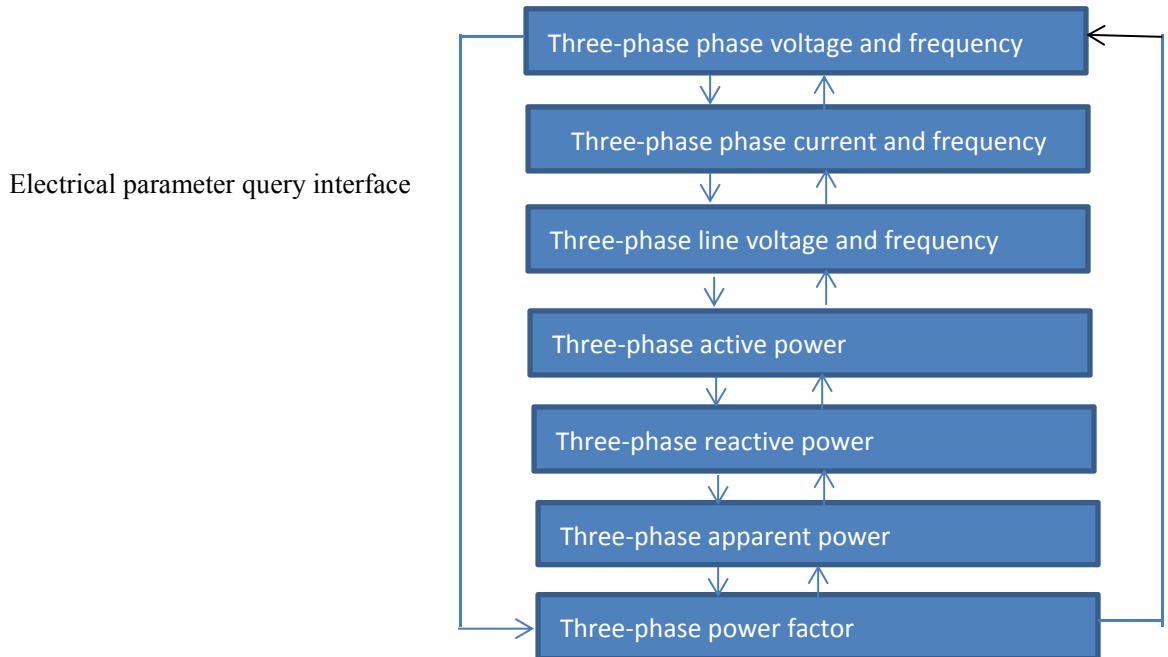 Three-phase phase voltage and frequency
Three-phase phase current and frequency
Electrical parameter query interface
Three-phase line voltage and frequency
Three-phase active power
Three-phase reactive power
Three-phase apparent power
Three-phase power factor